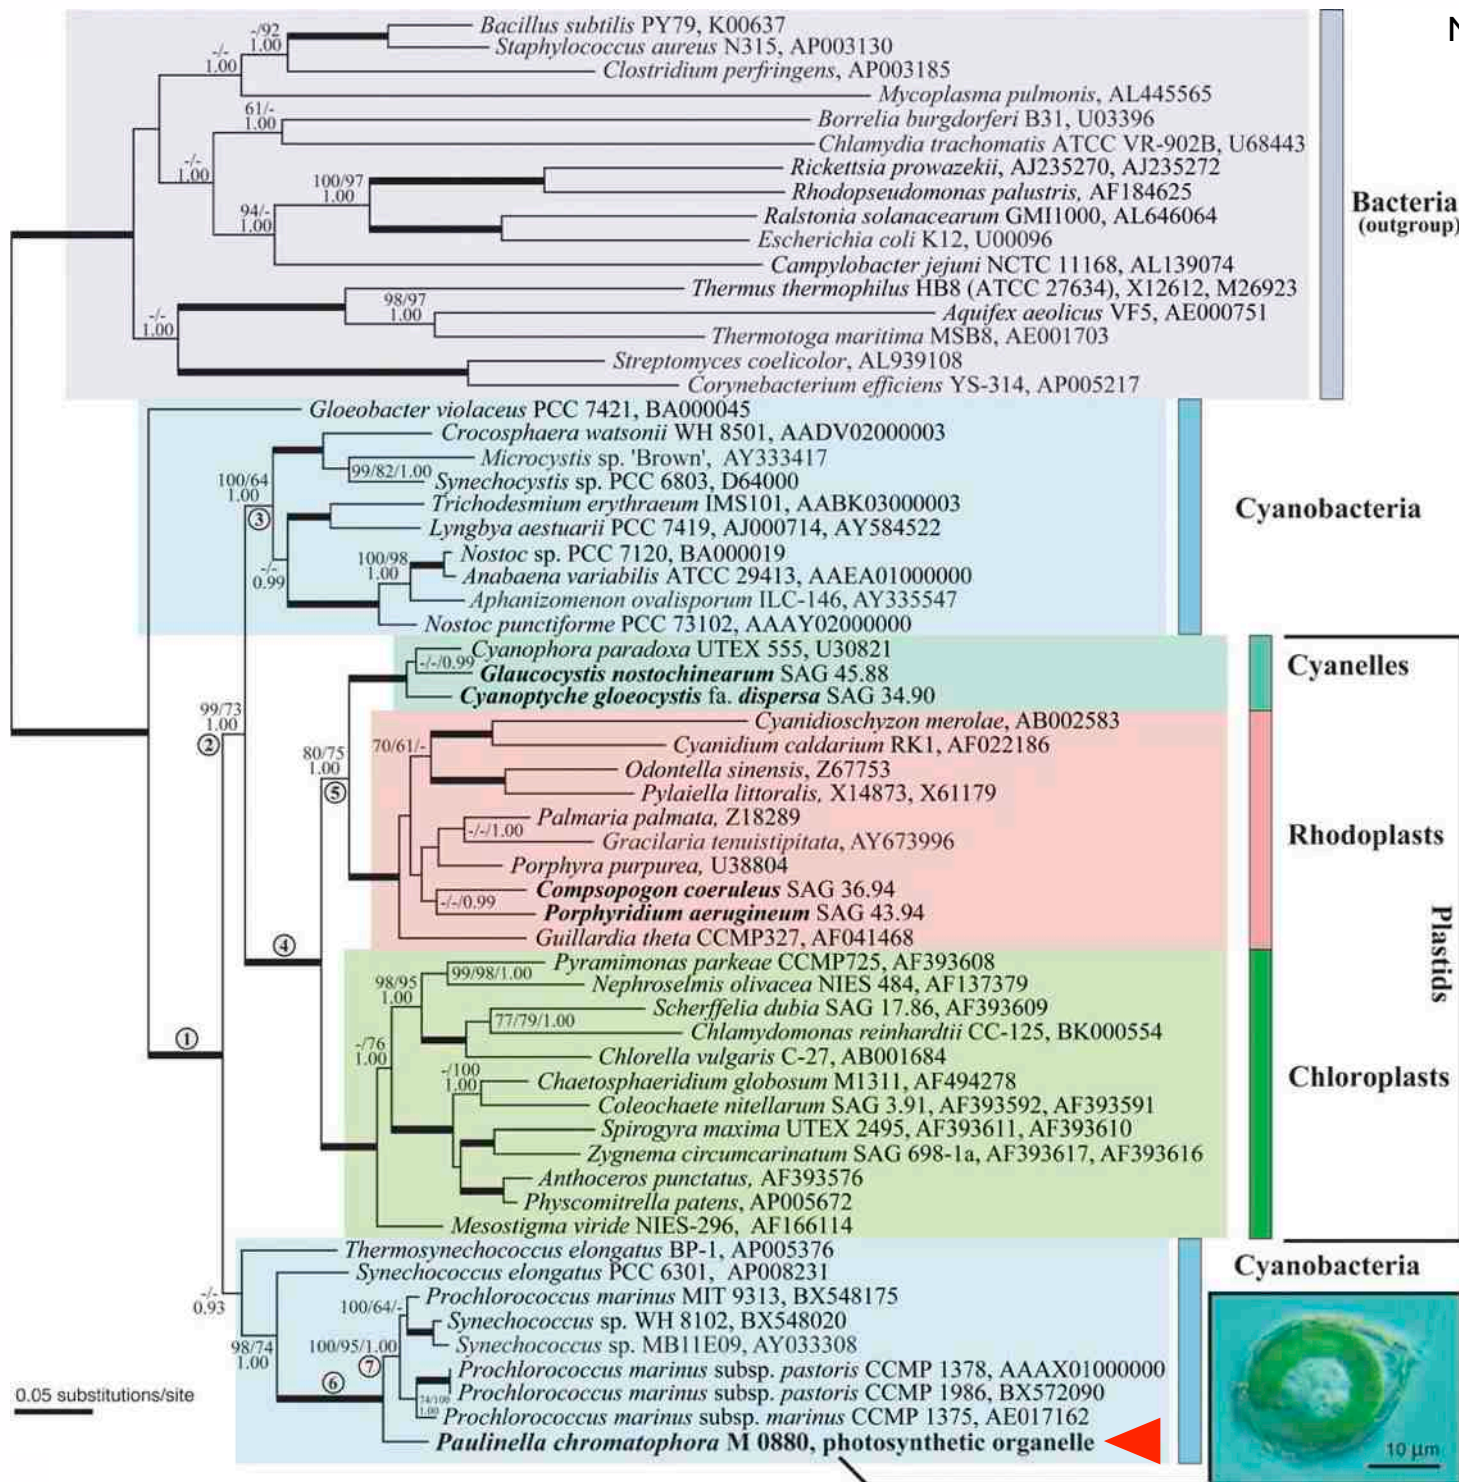 N
-/92
1.00
Bacillus subtilis PY79, K00637
Staphylococcus aureus N315, AP003130
-/-
1.00
Clostridium perfringens, AP003185
Mycoplasma pulmonis, AL445565
61/-
1.00
Borrelia burgdorferi B31, U03396
Chlamydia trachomatis ATCC VR-902B, U68443
-/-
1.00
Rickettsia prowazekii, AJ235270, AJ235272
100/97
1.00
Rhodopseudomonas palustris, AF184625
94/-
1.00
Ralstonia solanacearum GMI1000, AL646064
Escherichia coli K12, U00096
Campylobacter jejuni NCTC 11168, AL139074
Bacteria
(outgroup)
Thermus thermophilus HB8 (ATCC 27634), X12612, M26923
98/97
1.00
-/-
1.00
Aquifex aeolicus VF5, AE000751
Thermotoga maritima MSB8, AE001703
Streptomyces coelicolor, AL939108
Corynebacterium efficiens YS-314, AP005217
Gloeobacter violaceus PCC 7421, BA000045
Crocosphaera watsonii WH 8501, AADV02000003
Microcystis sp. 'Brown', AY333417
99/82/1.00
Synechocystis sp. PCC 6803, D64000
100/64
1.00
3
Trichodesmium erythraeum IMS101, AABK03000003
Cyanobacteria
Lyngbya aestuarii PCC 7419, AJ000714, AY584522
-/-
0.99
100/98
1.00
Nostoc sp. PCC 7120, BA000019
Anabaena variabilis ATCC 29413, AAEA01000000
Aphanizomenon ovalisporum ILC-146, AY335547
Nostoc punctiforme PCC 73102, AAAY02000000
Cyanophora paradoxa UTEX 555, U30821
-/-/0.99
Glaucocystis nostochinearum SAG 45.88
Cyanoptyche gloeocystis fa. dispersa SAG 34.90
Cyanelles
99/73
1.00
2
Cyanidioschyzon merolae, AB002583
70/61/-
Cyanidium caldarium RK1, AF022186
80/75
1.00
5
Odontella sinensis, Z67753
Pylaiella littoralis, X14873, X61179
Palmaria palmata, Z18289
-/-/1.00
Gracilaria tenuistipitata, AY673996
Rhodoplasts
Porphyra purpurea, U38804
Compsopogon coeruleus SAG 36.94
-/-/0.99
Porphyridium aerugineum SAG 43.94
Guillardia theta CCMP327, AF041468
4
Plastids
Pyramimonas parkeae CCMP725, AF393608
99/98/1.00
98/95
1.00
Nephroselmis olivacea NIES 484, AF137379
Scherffelia dubia SAG 17.86, AF393609
77/79/1.00
Chlamydomonas reinhardtii CC-125, BK000554
1
-/76
1.00
Chlorella vulgaris C-27, AB001684
-/100
1.00
Chaetosphaeridium globosum M1311, AF494278
Chloroplasts
Coleochaete nitellarum SAG 3.91, AF393592, AF393591
Spirogyra maxima UTEX 2495, AF393611, AF393610
Zygnema circumcarinatum SAG 698-1a, AF393617, AF393616
Anthoceros punctatus, AF393576
Physcomitrella patens, AP005672
Mesostigma viride NIES-296, AF166114
Thermosynechococcus elongatus BP-1, AP005376
Cyanobacteria
Synechococcus elongatus PCC 6301, AP008231
-/-
0.93
Prochlorococcus marinus MIT 9313, BX548175
100/64/-
Synechococcus sp. WH 8102, BX548020
98/74
1.00
100/95/1.00
Synechococcus sp. MB11E09, AY033308
7
Prochlorococcus marinus subsp. pastoris CCMP 1378, AAAX01000000
6
0.05 substitutions/site
Prochlorococcus marinus subsp. pastoris CCMP 1986, BX572090
74/100
1.00
Prochlorococcus marinus subsp. marinus CCMP 1375, AE017162
Paulinella chromatophora M 0880, photosynthetic organelle
10 µm